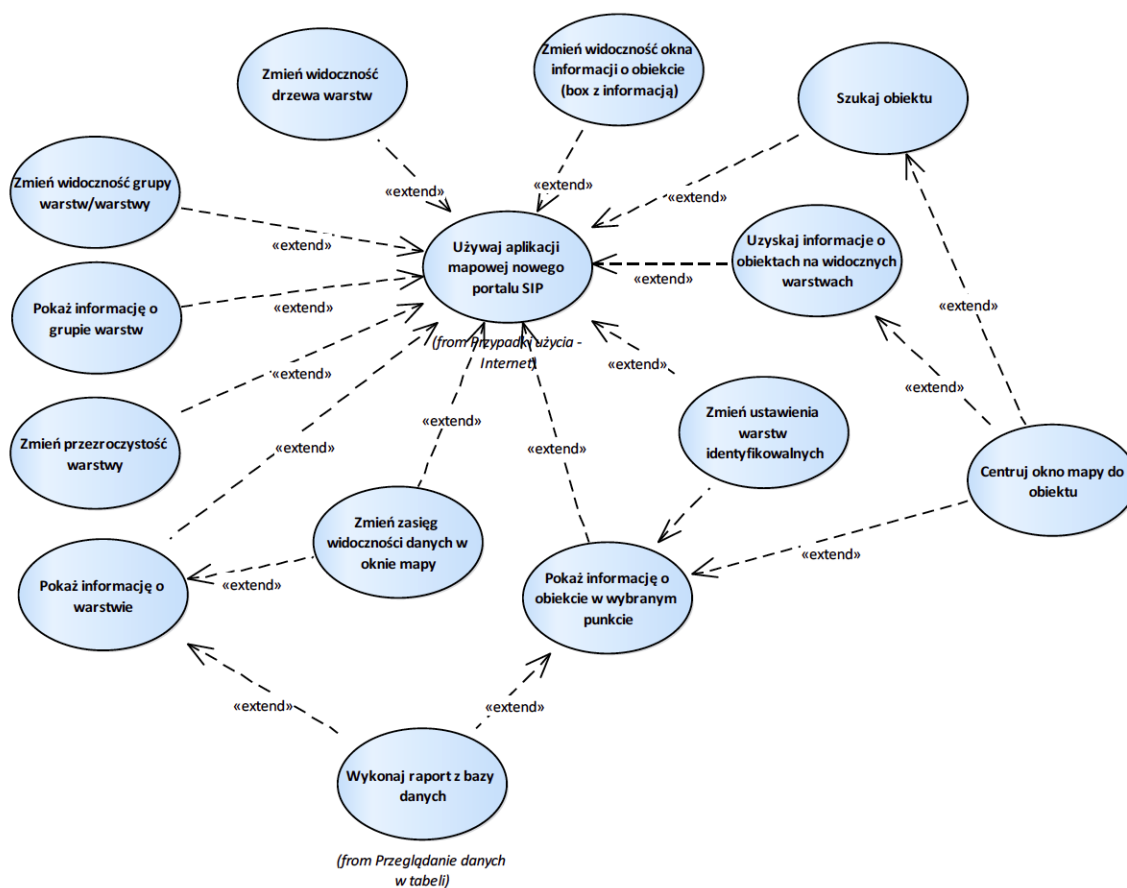 Zmień widoczność okna
informacji o obiekcie
(box z informacją)
Zmień widoczność
drzewa warstw
Szukaj obiektu
«extend»
«extend»
«extend»
Zmień widoczność grupy
warstw/warstwy
«extend»
Używaj aplikacji
mapowej nowego
portalu SIP
(from Przypadki użycia -
Internet)
Uzyskaj informacje o
obiektach na widocznych
warstwach
«extend»
Pokaż informację o
grupie warstw
«extend»
«extend»
«extend»
«extend»
«extend»
Zmień przezroczystość
warstwy
«extend»
«extend»
«extend»
Zmień ustawienia
warstw
identyfikowalnych
Centruj okno mapy do
obiektu
Zmień zasięg
widoczności danych w
oknie mapy
«extend»
«extend»
«extend»
Pokaż informację o
warstwie
Pokaż informację o
obiekcie w wybranym
punkcie
«extend»
«extend»
Wykonaj raport z bazy
danych
(from Przeglądanie danych
w tabeli)